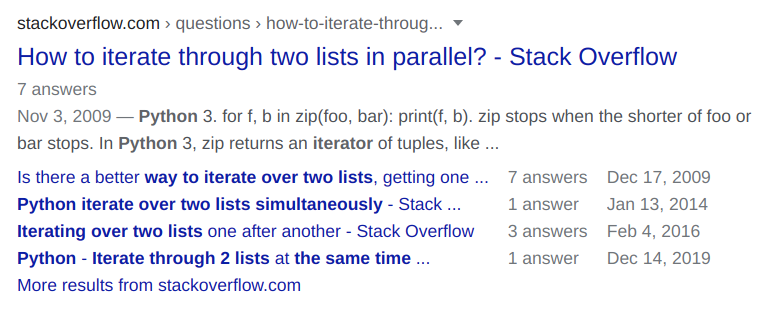 stackoverflow.com › questions › how-to-iterate-throug...
How to iterate through two lists in parallel? - Stack Overflow
7 answers
Nov 3, 2009 — Python 3. for f, b in zip(foo, bar): print(f, b). zip stops when the shorter of foo or
bar stops. In Python 3, zip returns an iterator of tuples, like ...
Is there a better way to iterate over two lists, getting one ... 7 answers Dec 17, 2009
Python iterate over two lists simultaneously - Stack ... 1 answer Jan 13, 2014
Iterating over two lists one after another - Stack Overflow 3 answers Feb 4, 2016
Python - Iterate through 2 lists at the same time ... 1 answer Dec 14, 2019
More results from stackoverflow.com